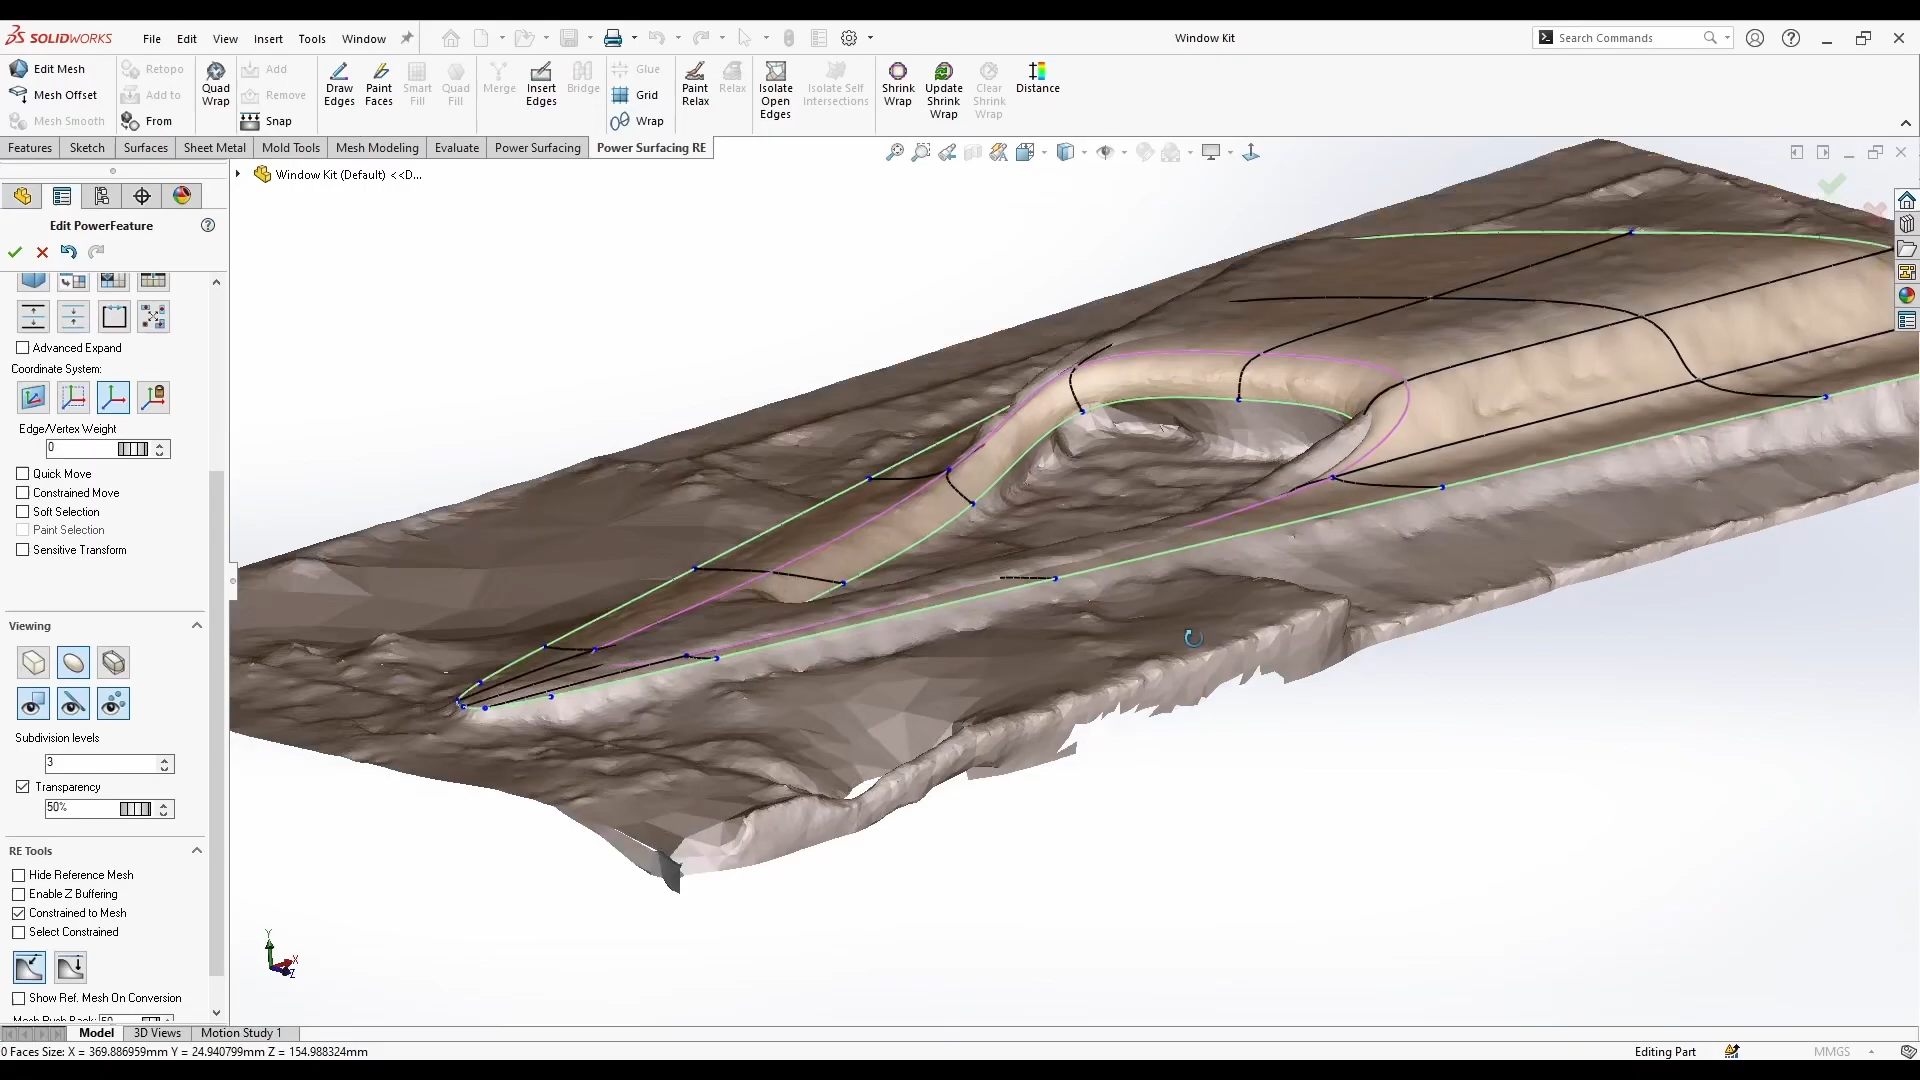 SOLIDWORKS File Edit View Insert Tools Window Window Kit Search Commands
Edit Mesh Retopo Add Glue
Mesh Offset Add to Remove Grid
Mesh Smooth From Snap Wrap
Quad Wrap
Draw Edges
Paint Faces
Smart Fill
Quad Fill
Merge
Insert Edges
Bridge
Paint Relax
Relax
Isolate Open Edges
Isolate Self Intersections
Shrink Wrap
Update Shrink Wrap
Clear Shrink Wrap
Distance
Features Sketch Surfaces Sheet Metal Mold Tools Mesh Modeling Evaluate Power Surfacing Power Surfacing RE
Window Kit (Default) <<D...
Edit PowerFeature
Advanced Expand
Coordinate System:
Edge/Vertex Weight
0
Quick Move
Constrained Move
Soft Selection
Paint Selection
Sensitive Transform
Viewing
Subdivision levels
3
Transparency
50%
RE Tools
Hide Reference Mesh
Enable Z Buffering
Constrained to Mesh
Select Constrained
Show Ref. Mesh On Conversion
Y
X
Z
Model 3D Views Motion Study 1
0 Faces Size: X = 369.886959mm Y = 24.940799mm Z = 154.988324mm Editing Part MMGS